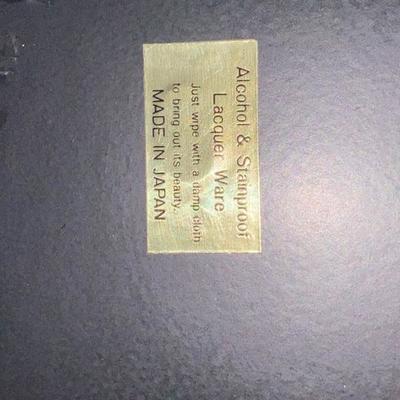 Alcohol & Stainproof
Lacquer Ware
Just wipe with a damp cloth
to bring out its beauty.
MADE IN JAPAN